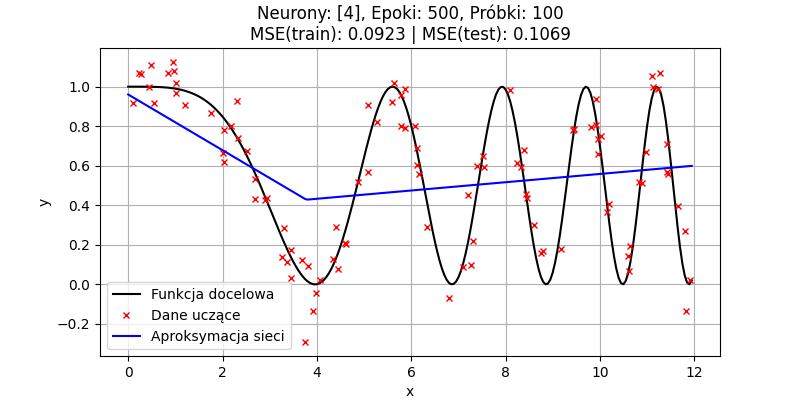 Neurony: [4], Epoki: 500, Próbki: 100
MSE(train): 0.0923 | MSE(test): 0.1069
1.0
0.8
0.6
0.4
0.2
0.0
−0.2
y
Funkcja docelowa
Dane uczące
Aproksymacja sieci
0 2 4 6 8 10 12
x